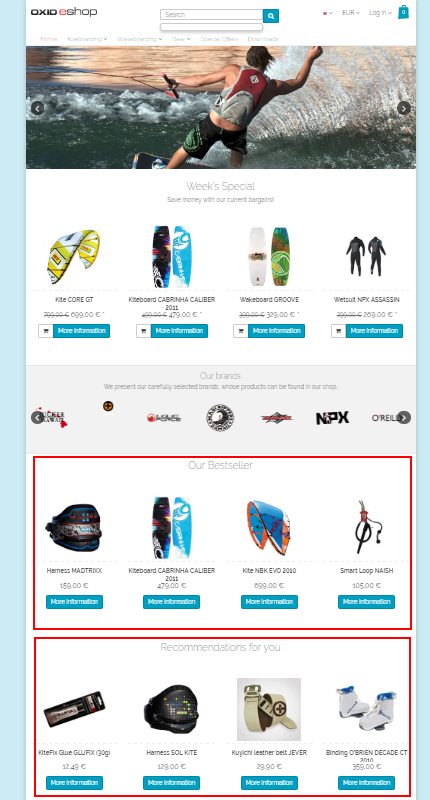 OXID eShop
Search
EUR
Log in
0
Home Kiteboarding Wakeboarding Gear Special Offers Downloads
Week's Special
Save money with our current bargains!
Kite CORE GT
799,00 € 699,00 € *
More information
Kiteboard CABRINHA CALIBER
2011
499,00 € 479,00 € *
More information
Wakeboard GROOVE
399,00 € 329,00 € *
More information
Wetsuit NPX ASSASSIN
399,00 € 269,00 € *
More information
Our brands
We present our carefully selected brands, whose products can be found in our shop.
NPX
O'REILL
Our Bestseller
Harness MADTRIXX
159,00 €
More information
Kiteboard CABRINHA CALIBER
2011
479,00 €
More information
Kite NBK EVO 2010
699,00 €
More information
Smart Loop NAISH
105,00 €
More information
Recommendations for you
KiteFix Glue GLUFIX (30g)
12,49 €
More information
Harness SOL KITE
129,00 €
More information
Kuyichi leather belt JEVER
29,90 €
More information
Binding O'BRIEN DECADE CT
2010
359,00 €
More information